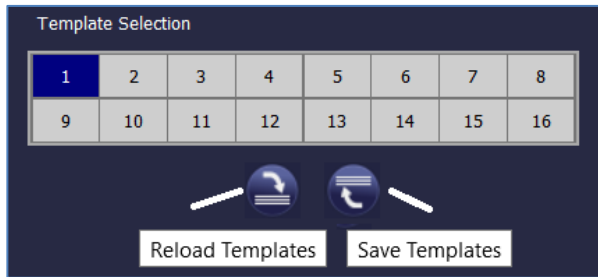 Template Selection
1 2 3 4 5 6 7 8
9 10 11 12 13 14 15 16
Reload Templates Save Templates